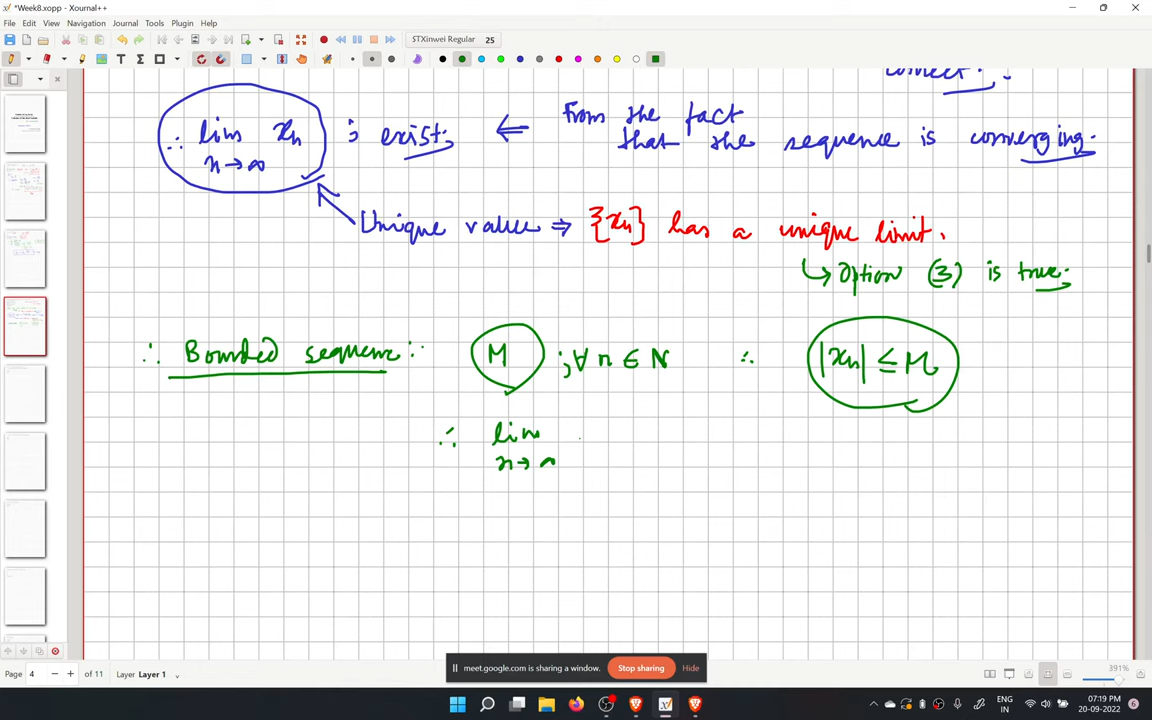 *Week8.xopp - Xournal++
File Edit View Navigation Journal Tools Plugin Help
STXinwei Regular 25
correct.
∴ lim xn is exist. ← From the fact
n→∞ that the sequence is converging.
Unique value ⇒ {xn} has a unique limit.
↳ Option (3) is true.
∴ Bounded sequence: M ; ∀ n ∈ N ∴ |xn| ≤ M
∴ lim
n→∞
meet.google.com is sharing a window. Stop sharing Hide
Page 4 of 11 Layer Layer 1 391%
ENG
IN
07:19 PM
20-09-2022
6